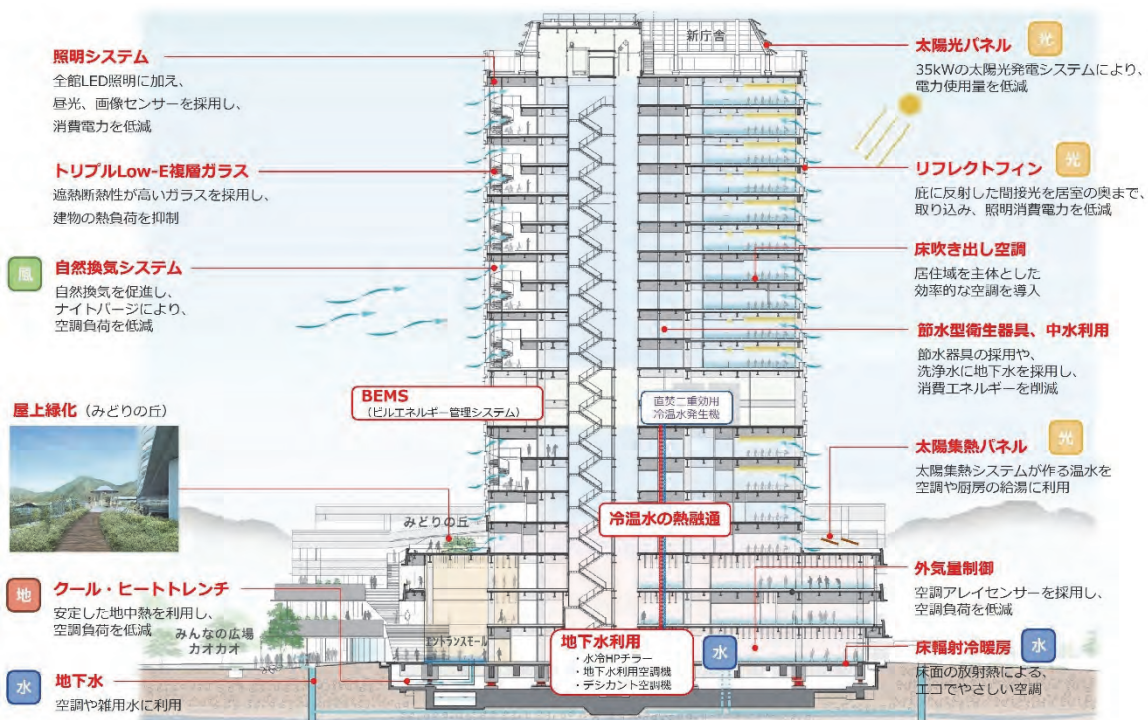 新庁舎
照明システム
全館LED照明に加え、
昼光、画像センサーを採用し、
消費電力を低減
トリプルLow-E複層ガラス
遮熱断熱性が高いガラスを採用し、
建物の熱負荷を抑制
風
自然換気システム
自然換気を促進し、
ナイトパージにより、
空調負荷を低減
屋上緑化（みどりの丘）
地
クール・ヒートトレンチ
安定した地中熱を利用し、
空調負荷を低減
みんなの広場
カオカオ
水
地下水
空調や雑用水に利用
BEMS
（ビルエネルギー管理システム）
直焚二重効用
冷温水発生機
みどりの丘
冷温水の熱融通
エントランスモール
地下水利用
・水冷HPチラー
・地下水利用空調機
・デシカント空調機
水
太陽光パネル
光
35kWの太陽光発電システムにより、
電力使用量を低減
リフレクトフィン
光
庇に反射した間接光を居室の奥まで、
取り込み、照明消費電力を低減
床吹き出し空調
居住域を主体とした
効率的な空調を導入
節水型衛生器具、中水利用
節水器具の採用や、
洗浄水に地下水を採用し、
消費エネルギーを削減
太陽集熱パネル
光
太陽集熱システムが作る温水を
空調や厨房の給湯に利用
外気量制御
空調アレイセンサーを採用し、
空調負荷を低減
床輻射冷暖房
水
床面の放射熱による、
エコでやさしい空調